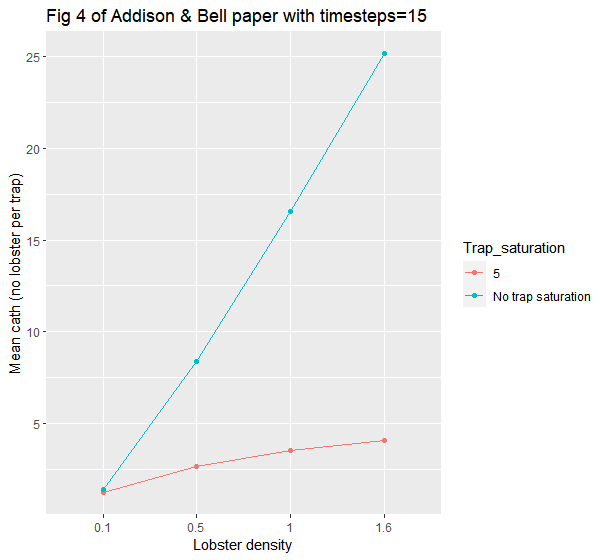 Fig 4 of Addison & Bell paper with timesteps=15
Mean cath (no lobster per trap)
25
20
15
10
5
0.1 0.5 1 1.6
Lobster density
Trap_saturation
5
No trap saturation